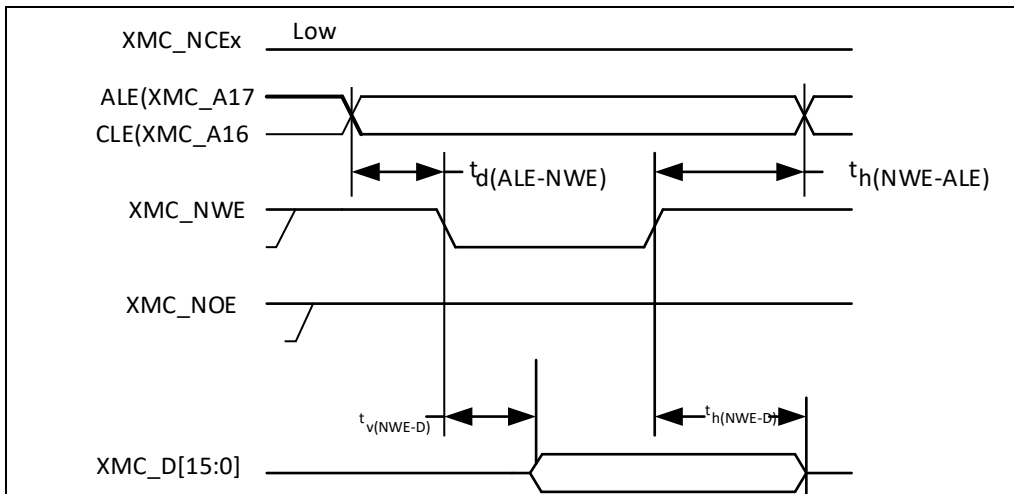 XMC_NCEx
Low
ALE(XMC_A17
CLE(XMC_A16
td(ALE-NWE)
th(NWE-ALE)
XMC_NWE
XMC_NOE
tv(NWE-D)
th(NWE-D)
XMC_D[15:0]